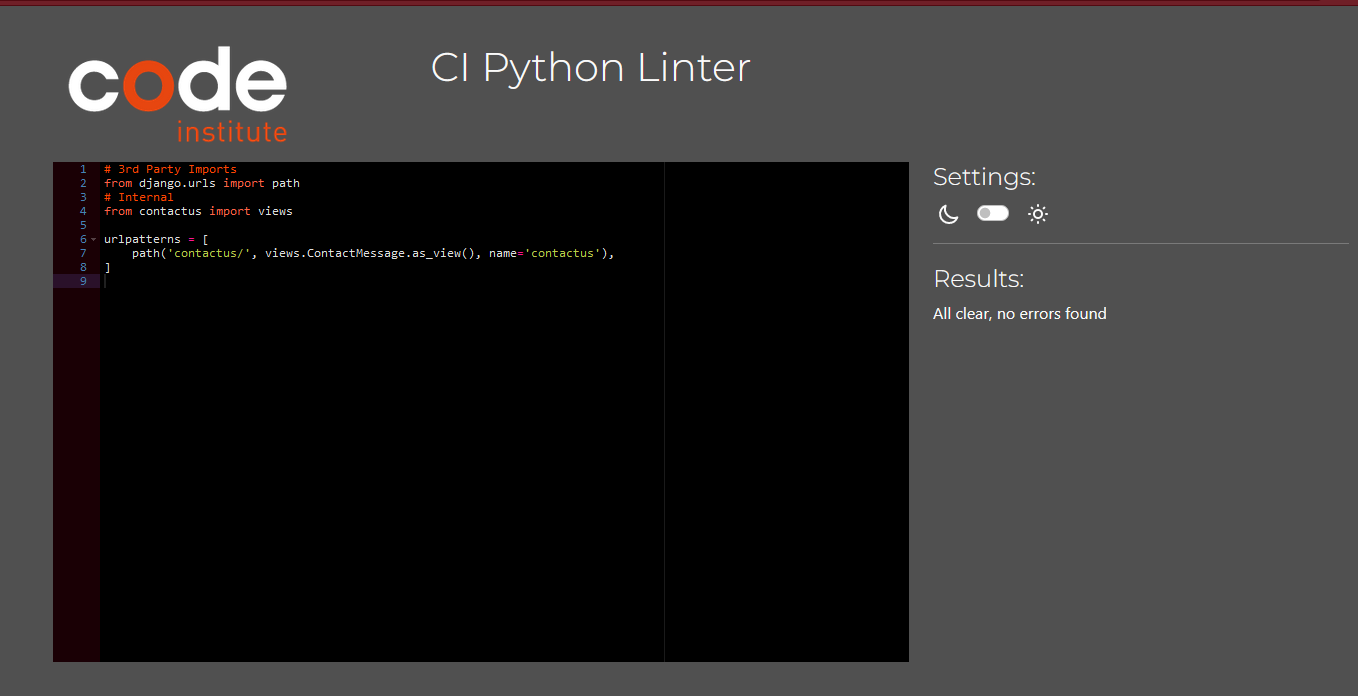 code
institute
CI Python Linter
1 # 3rd Party Imports
2 from django.urls import path
3 # Internal
4 from contactus import views
5
6 urlpatterns = [
7     path('contactus/', views.ContactMessage.as_view(), name='contactus'),
8 ]
9
Settings:
Results:
All clear, no errors found